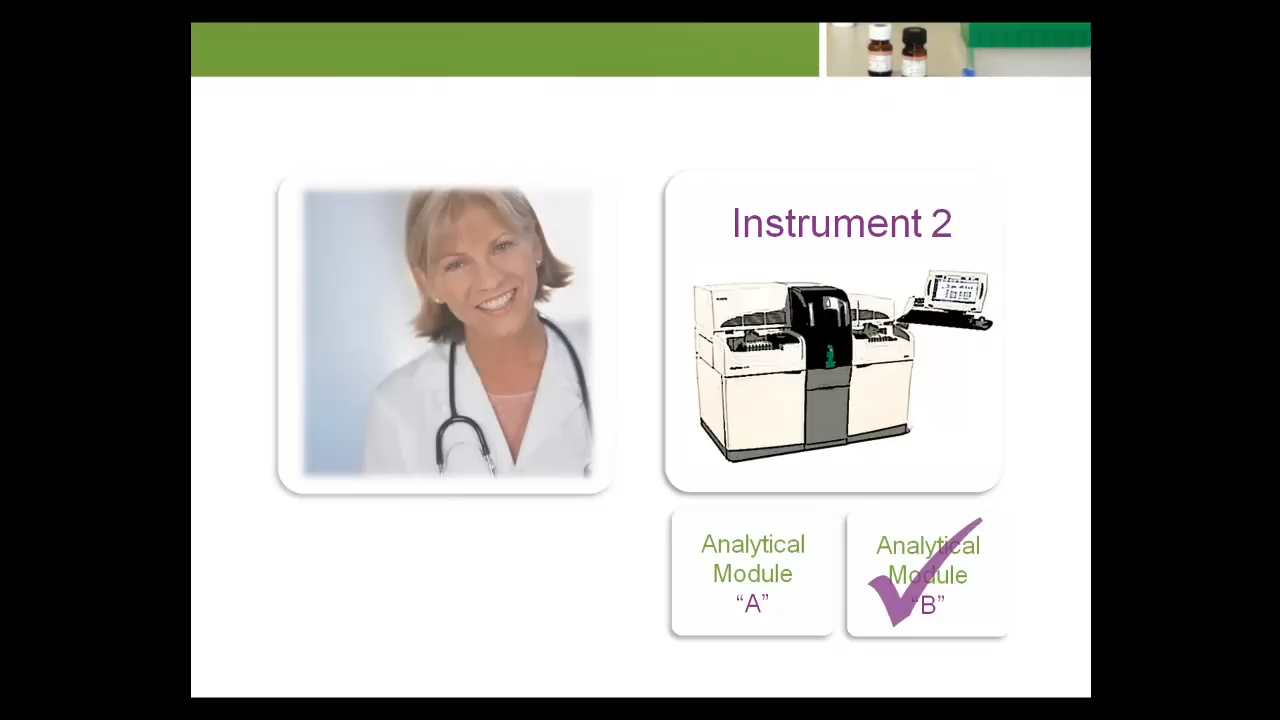 Instrument 2
Analytical
Module
“A”
Analytical
Module
“B”